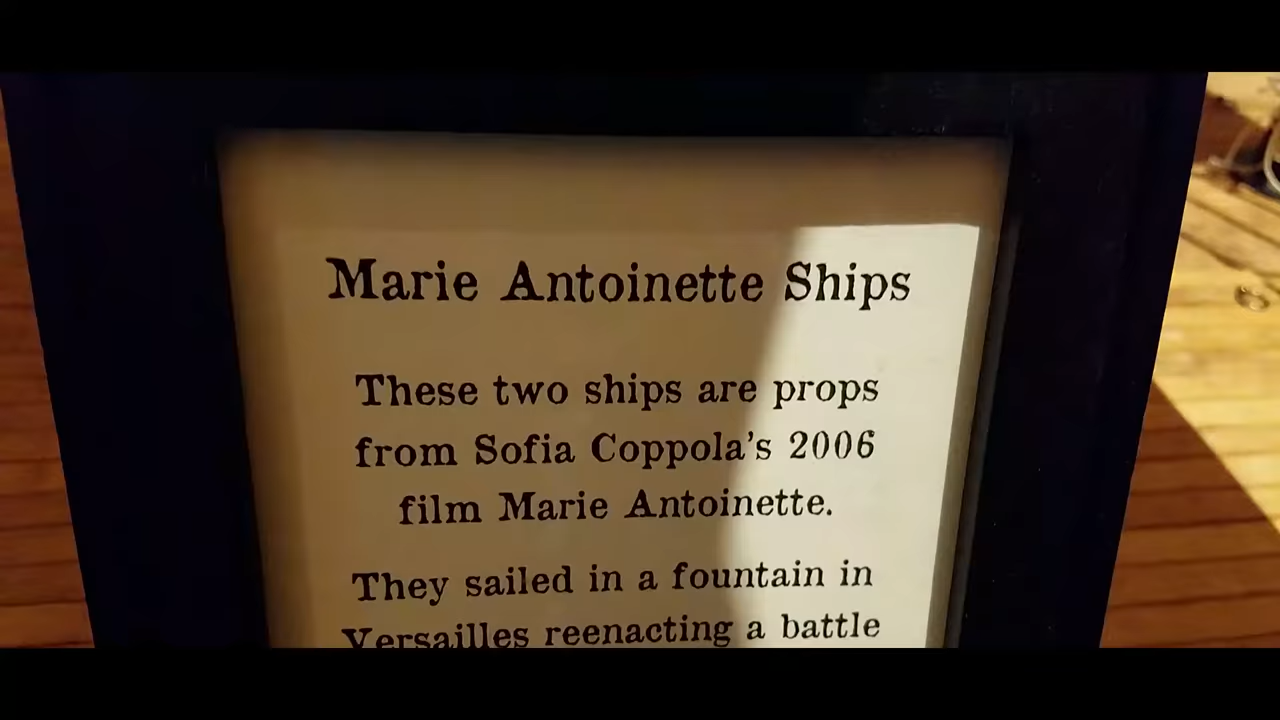 Marie Antoinette Ships
These two ships are props
from Sofia Coppola's 2006
film Marie Antoinette.
They sailed in a fountain in
Versailles reenacting a battle